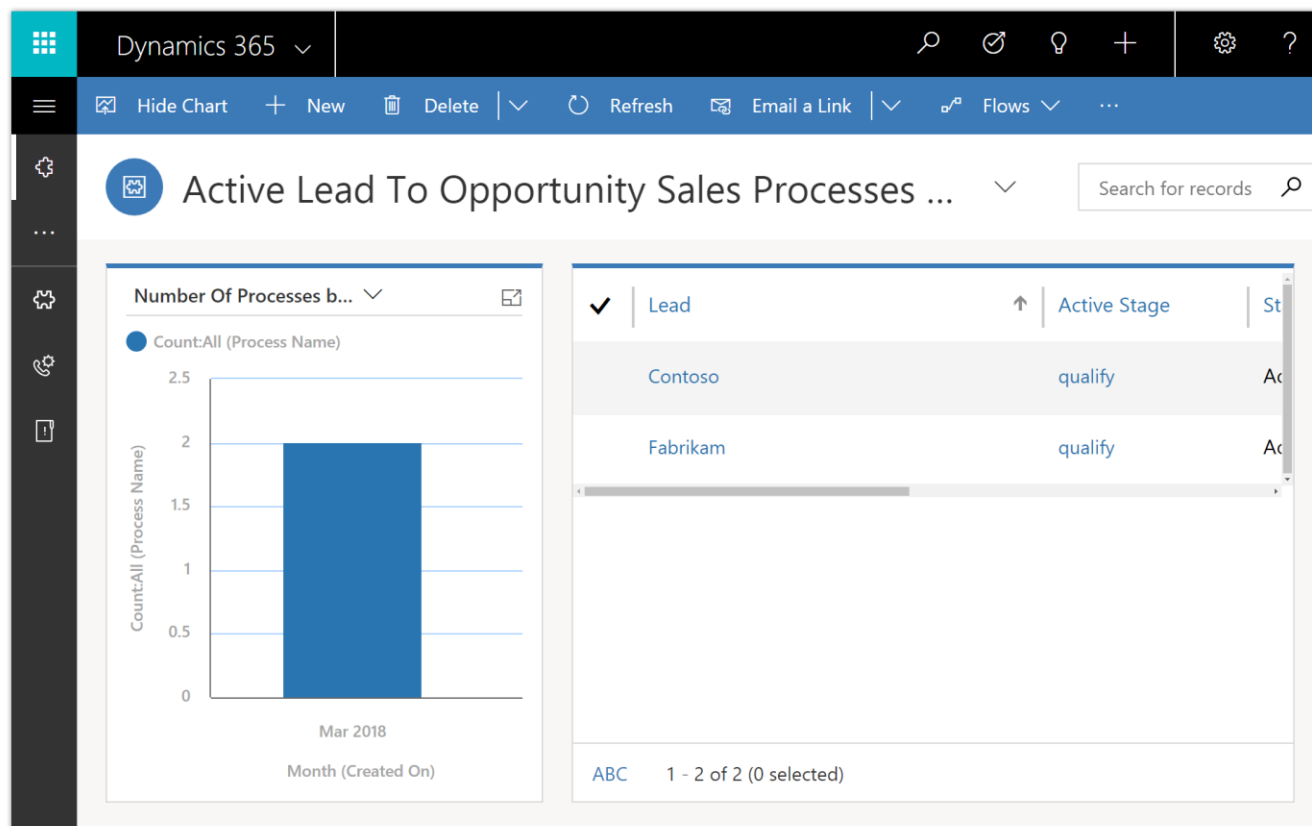 Dynamics 365
?
Hide Chart New Delete Refresh Email a Link Flows ...
Active Lead To Opportunity Sales Processes ...
Search for records
...
Number Of Processes b...
Count:All (Process Name)
2.5
2
1.5
1
0.5
0
Count:All (Process Name)
Mar 2018
Month (Created On)
Lead Active Stage St
Contoso qualify Ac
Fabrikam qualify Ac
ABC 1 - 2 of 2 (0 selected)